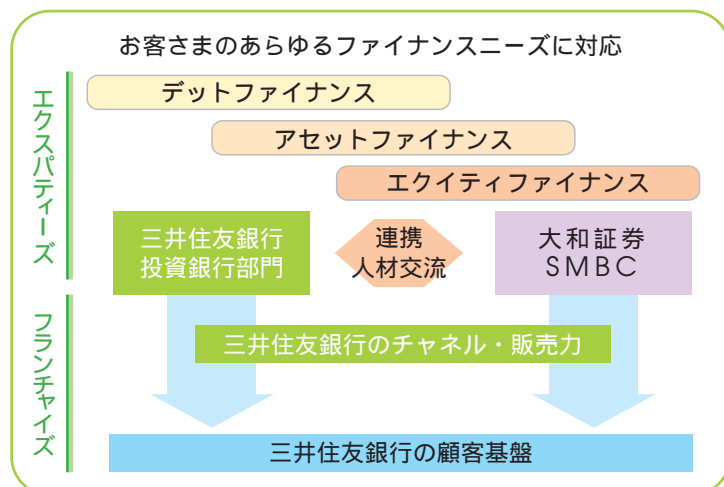 お客さまのあらゆるファイナンスニーズに対応
エクスパティーズ
デットファイナンス
アセットファイナンス
エクイティファイナンス
三井住友銀行
投資銀行部門
連携
人材交流
大和証券
SMBC
フランチャイズ
三井住友銀行のチャネル・販売力
三井住友銀行の顧客基盤